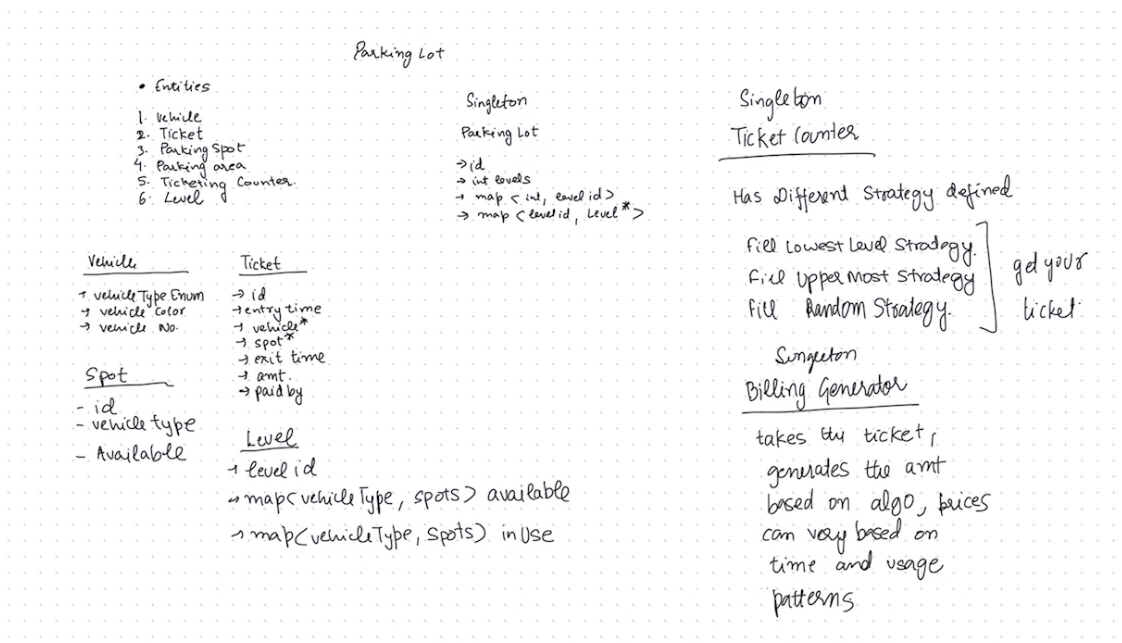 Parking Lot
• Entities
1. Vehicle
2. Ticket
3. Parking Spot
4. Parking area
5. Ticketing Counter.
6. Level
Singleton
Parking Lot
→ id
→ int levels
→ map < int, level id >
→ map < level id, Level* >
Vehicle
→ vehicle Type Enum
→ vehicle Color
→ vehicle No.
Ticket
→ id
→ entry time
→ vehicle*
→ spot*
→ exit time
→ amt.
→ paid by
Spot
- id
- vehicle type
- Available
Level
→ level id
→ map < vehicle Type, spots > available
→ map < vehicle Type, spots > in Use
Singleton
Ticket Counter
Has Different Strategy defined
Fill Lowest Level Strategy.
Fill Upper Most Strategy
Fill Random Strategy.
get your
ticket.
Singleton
Billing Generator
takes the ticket,
generates the amt
based on algo, prices
can very based on
time and usage
patterns